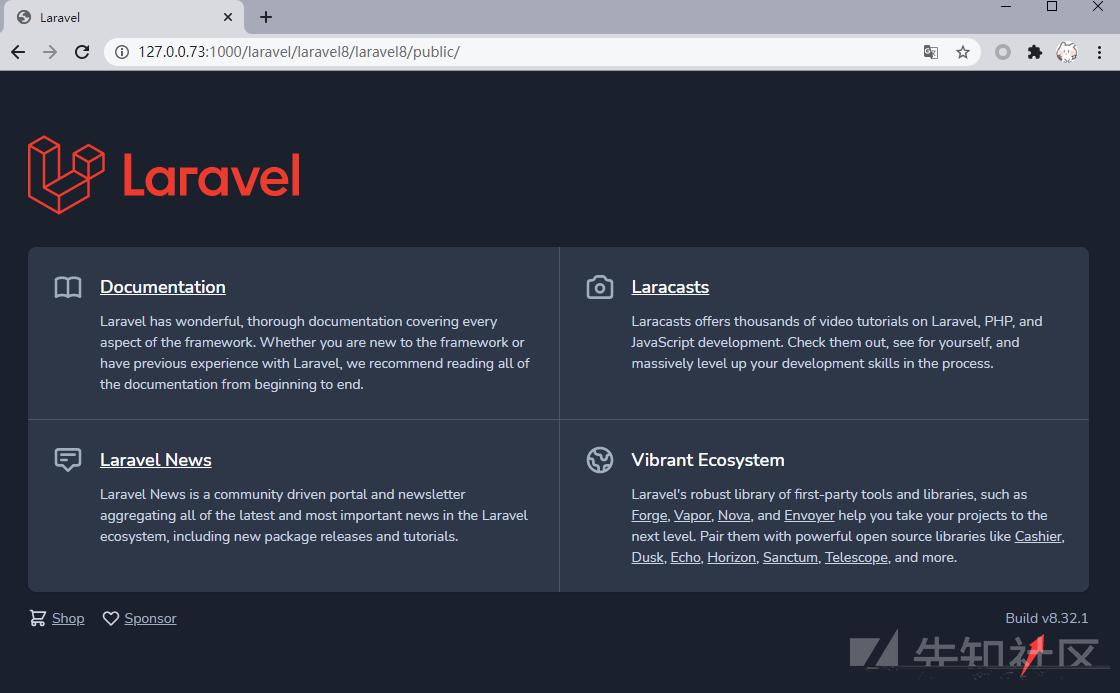 Laravel
127.0.0.73:1000/laravel/laravel8/laravel8/public/
Laravel
Documentation
Laravel has wonderful, thorough documentation covering every
aspect of the framework. Whether you are new to the framework or
have previous experience with Laravel, we recommend reading all of
the documentation from beginning to end.
Laracasts
Laracasts offers thousands of video tutorials on Laravel, PHP, and
JavaScript development. Check them out, see for yourself, and
massively level up your development skills in the process.
Laravel News
Laravel News is a community driven portal and newsletter
aggregating all of the latest and most important news in the Laravel
ecosystem, including new package releases and tutorials.
Vibrant Ecosystem
Laravel's robust library of first-party tools and libraries, such as
Forge, Vapor, Nova, and Envoyer help you take your projects to the
next level. Pair them with powerful open source libraries like Cashier,
Dusk, Echo, Horizon, Sanctum, Telescope, and more.
Shop
Sponsor
Build v8.32.1
先知社区